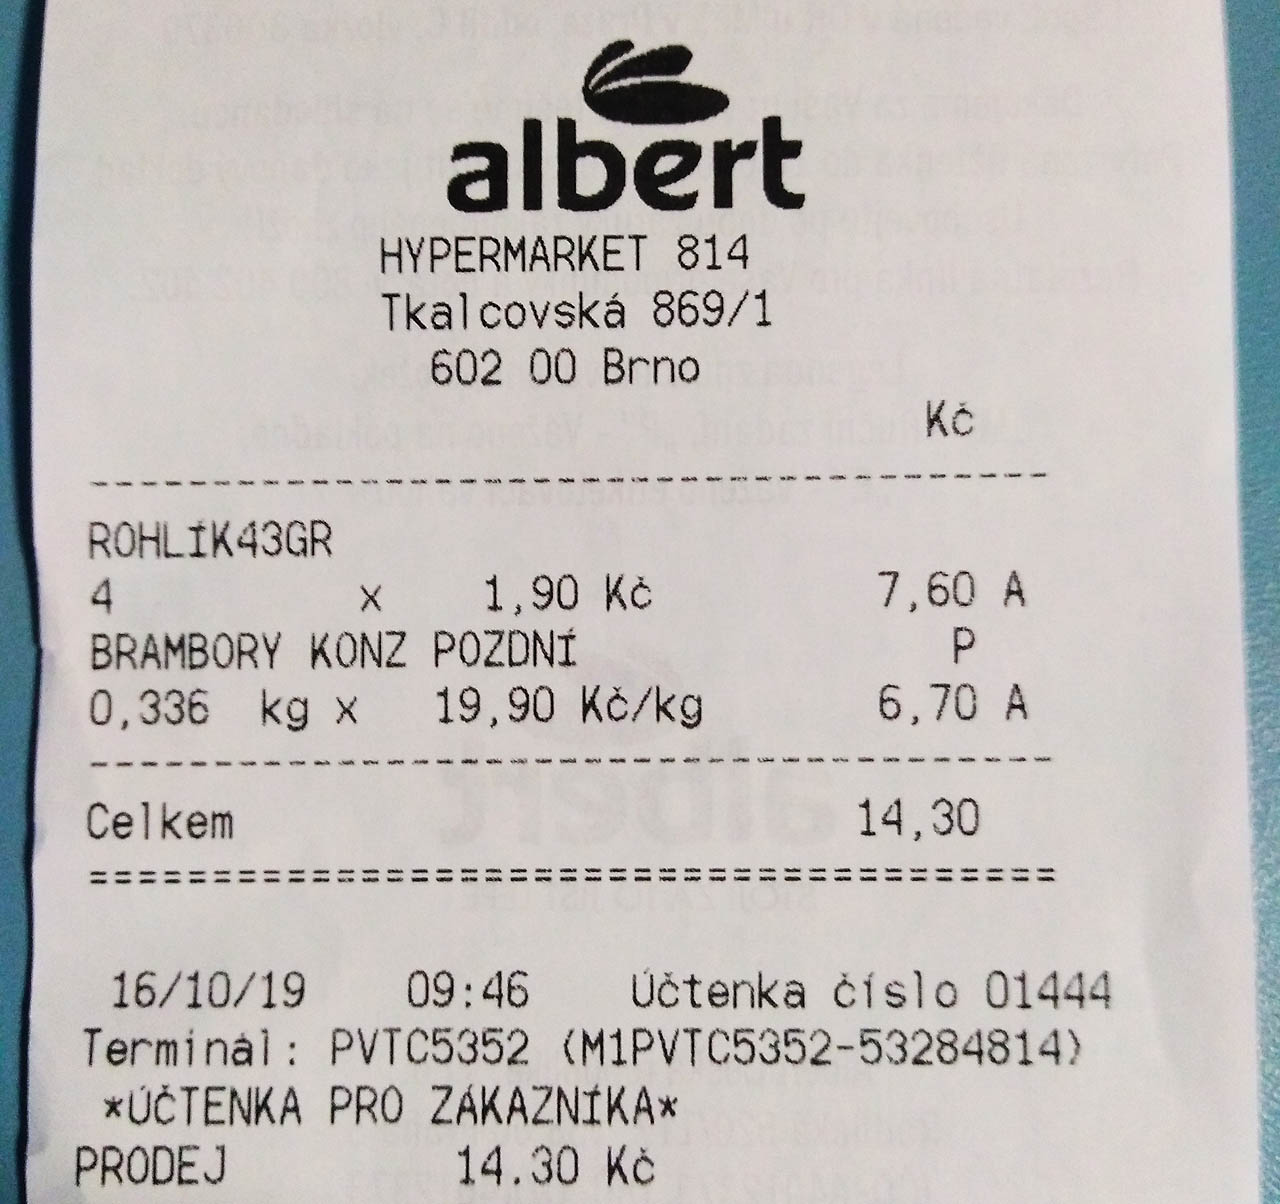 albert
HYPERMARKET 814
Tkalcovská 869/1
602 00 Brno
Kč
---------------------------------------
ROHLÍK43GR
4 x 1,90 Kč 7,60 A
BRAMBORY KONZ POZDNÍ P
0,336 kg x 19,90 Kč/kg 6,70 A
---------------------------------------
Celkem 14,30
=======================================
16/10/19 09:46 Účtenka číslo 01444
Terminál: PVTC5352 (M1PVTC5352-53284814)
*ÚČTENKA PRO ZÁKAZNÍKA*
PRODEJ 14.30 Kč